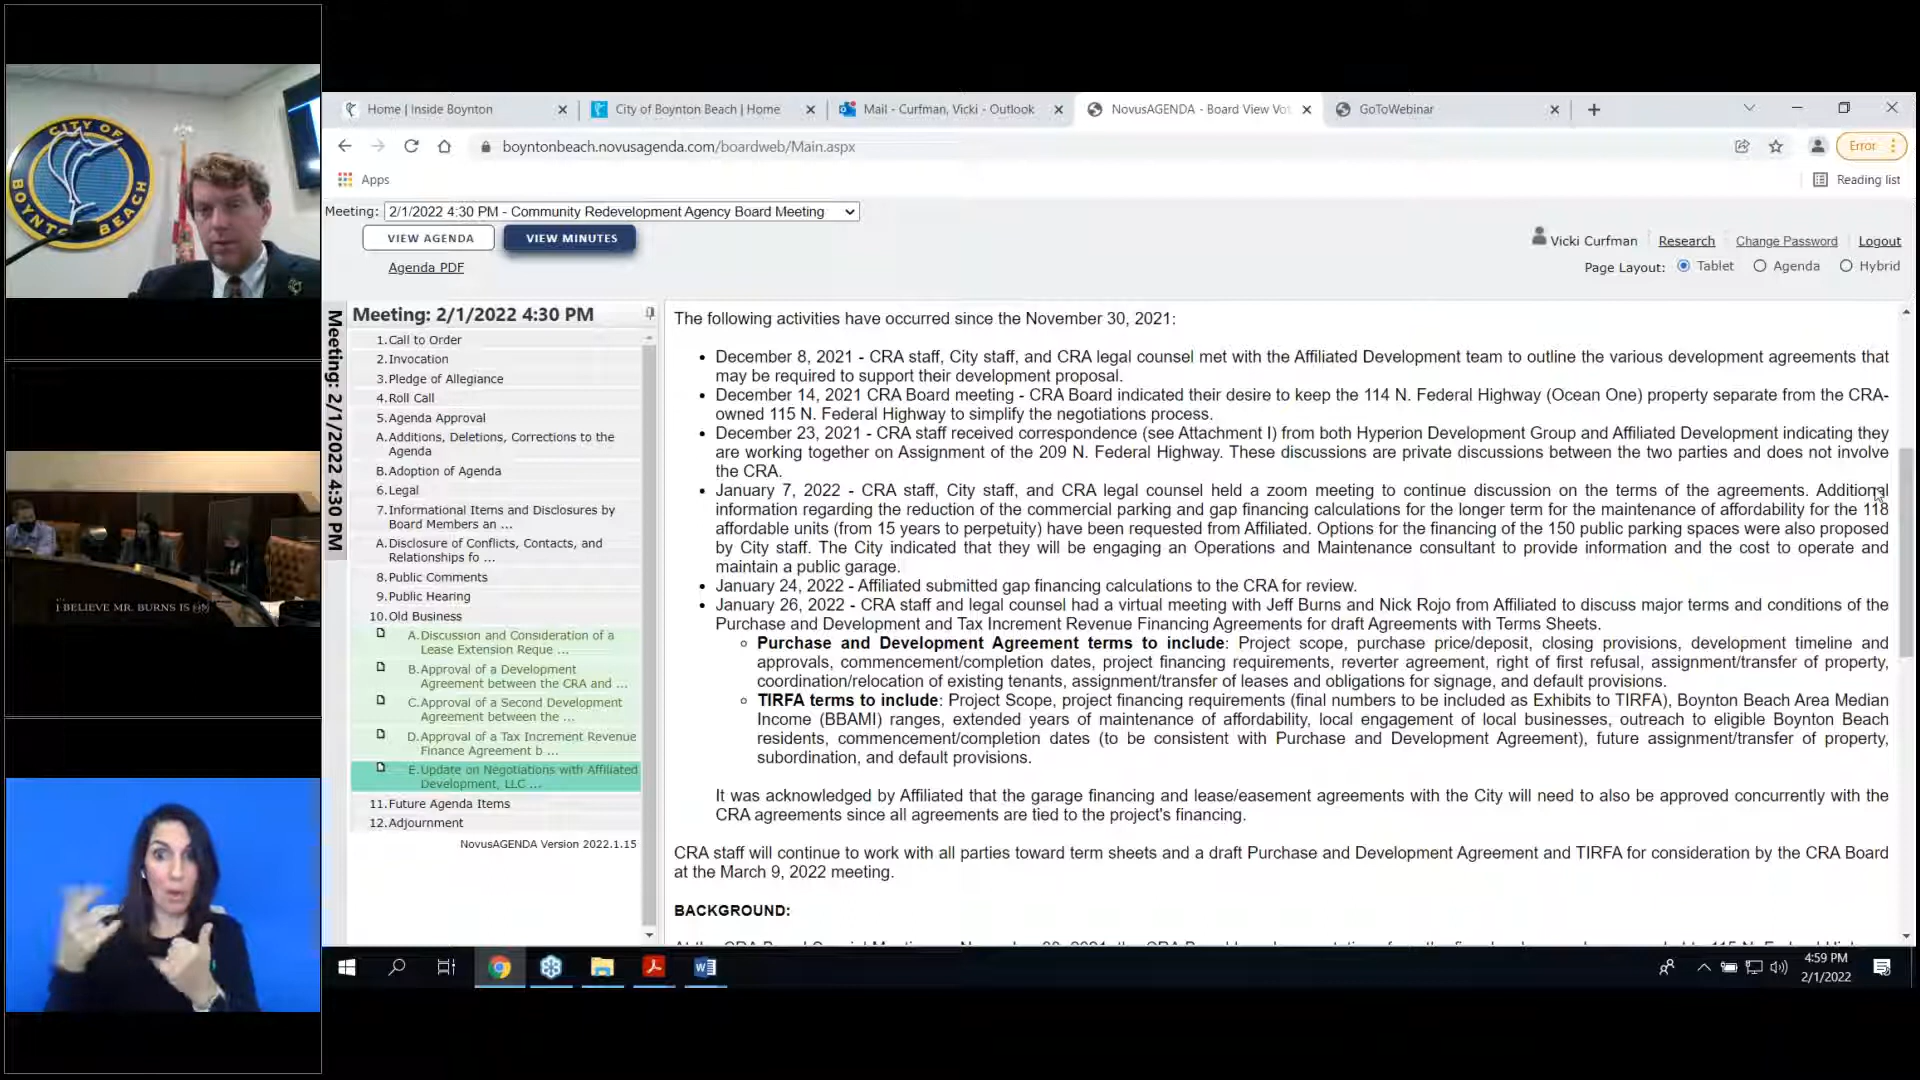 CITY OF
BOYNTON BEACH
I BELIEVE MR. BURNS IS ON
Home | Inside Boynton
City of Boynton Beach | Home
Mail - Curfman, Vicki - Outlook
NovusAGENDA - Board View Vot
GoToWebinar
boyntonbeach.novusagenda.com/boardweb/Main.aspx
Error
Apps
Reading list
Meeting: 2/1/2022 4:30 PM - Community Redevelopment Agency Board Meeting
VIEW AGENDA
VIEW MINUTES
Agenda PDF
Vicki Curfman
Research
Change Password
Logout
Page Layout: Tablet Agenda Hybrid
Meeting: 2/1/2022 4:30 PM
Meeting: 2/1/2022 4:30 PM
1.Call to Order
2.Invocation
3.Pledge of Allegiance
4.Roll Call
5.Agenda Approval
A.Additions, Deletions, Corrections to the
Agenda
B.Adoption of Agenda
6.Legal
7.Informational Items and Disclosures by
Board Members an ...
A.Disclosure of Conflicts, Contacts, and
Relationships fo ...
8.Public Comments
9.Public Hearing
10.Old Business
A.Discussion and Consideration of a
Lease Extension Reque ...
B.Approval of a Development
Agreement between the CRA and ...
C.Approval of a Second Development
Agreement between the ...
D.Approval of a Tax Increment Revenue
Finance Agreement b ...
E.Update on Negotiations with Affiliated
Development, LLC ...
11.Future Agenda Items
12.Adjournment
NovusAGENDA Version 2022.1.15
The following activities have occurred since the November 30, 2021:
• December 8, 2021 - CRA staff, City staff, and CRA legal counsel met with the Affiliated Development team to outline the various development agreements that
may be required to support their development proposal.
• December 14, 2021 CRA Board meeting - CRA Board indicated their desire to keep the 114 N. Federal Highway (Ocean One) property separate from the CRA-
owned 115 N. Federal Highway to simplify the negotiations process.
• December 23, 2021 - CRA staff received correspondence (see Attachment I) from both Hyperion Development Group and Affiliated Development indicating they
are working together on Assignment of the 209 N. Federal Highway. These discussions are private discussions between the two parties and does not involve
the CRA.
• January 7, 2022 - CRA staff, City staff, and CRA legal counsel held a zoom meeting to continue discussion on the terms of the agreements. Additional
information regarding the reduction of the commercial parking and gap financing calculations for the longer term for the maintenance of affordability for the 118
affordable units (from 15 years to perpetuity) have been requested from Affiliated. Options for the financing of the 150 public parking spaces were also proposed
by City staff. The City indicated that they will be engaging an Operations and Maintenance consultant to provide information and the cost to operate and
maintain a public garage.
• January 24, 2022 - Affiliated submitted gap financing calculations to the CRA for review.
• January 26, 2022 - CRA staff and legal counsel had a virtual meeting with Jeff Burns and Nick Rojo from Affiliated to discuss major terms and conditions of the
Purchase and Development and Tax Increment Revenue Financing Agreements for draft Agreements with Terms Sheets.
◦ Purchase and Development Agreement terms to include: Project scope, purchase price/deposit, closing provisions, development timeline and
approvals, commencement/completion dates, project financing requirements, reverter agreement, right of first refusal, assignment/transfer of property,
coordination/relocation of existing tenants, assignment/transfer of leases and obligations for signage, and default provisions.
◦ TIRFA terms to include: Project Scope, project financing requirements (final numbers to be included as Exhibits to TIRFA), Boynton Beach Area Median
Income (BBAMI) ranges, extended years of maintenance of affordability, local engagement of local businesses, outreach to eligible Boynton Beach
residents, commencement/completion dates (to be consistent with Purchase and Development Agreement), future assignment/transfer of property,
subordination, and default provisions.
It was acknowledged by Affiliated that the garage financing and lease/easement agreements with the City will need to also be approved concurrently with the
CRA agreements since all agreements are tied to the project's financing.
CRA staff will continue to work with all parties toward term sheets and a draft Purchase and Development Agreement and TIRFA for consideration by the CRA Board
at the March 9, 2022 meeting.
BACKGROUND:
4:59 PM
2/1/2022